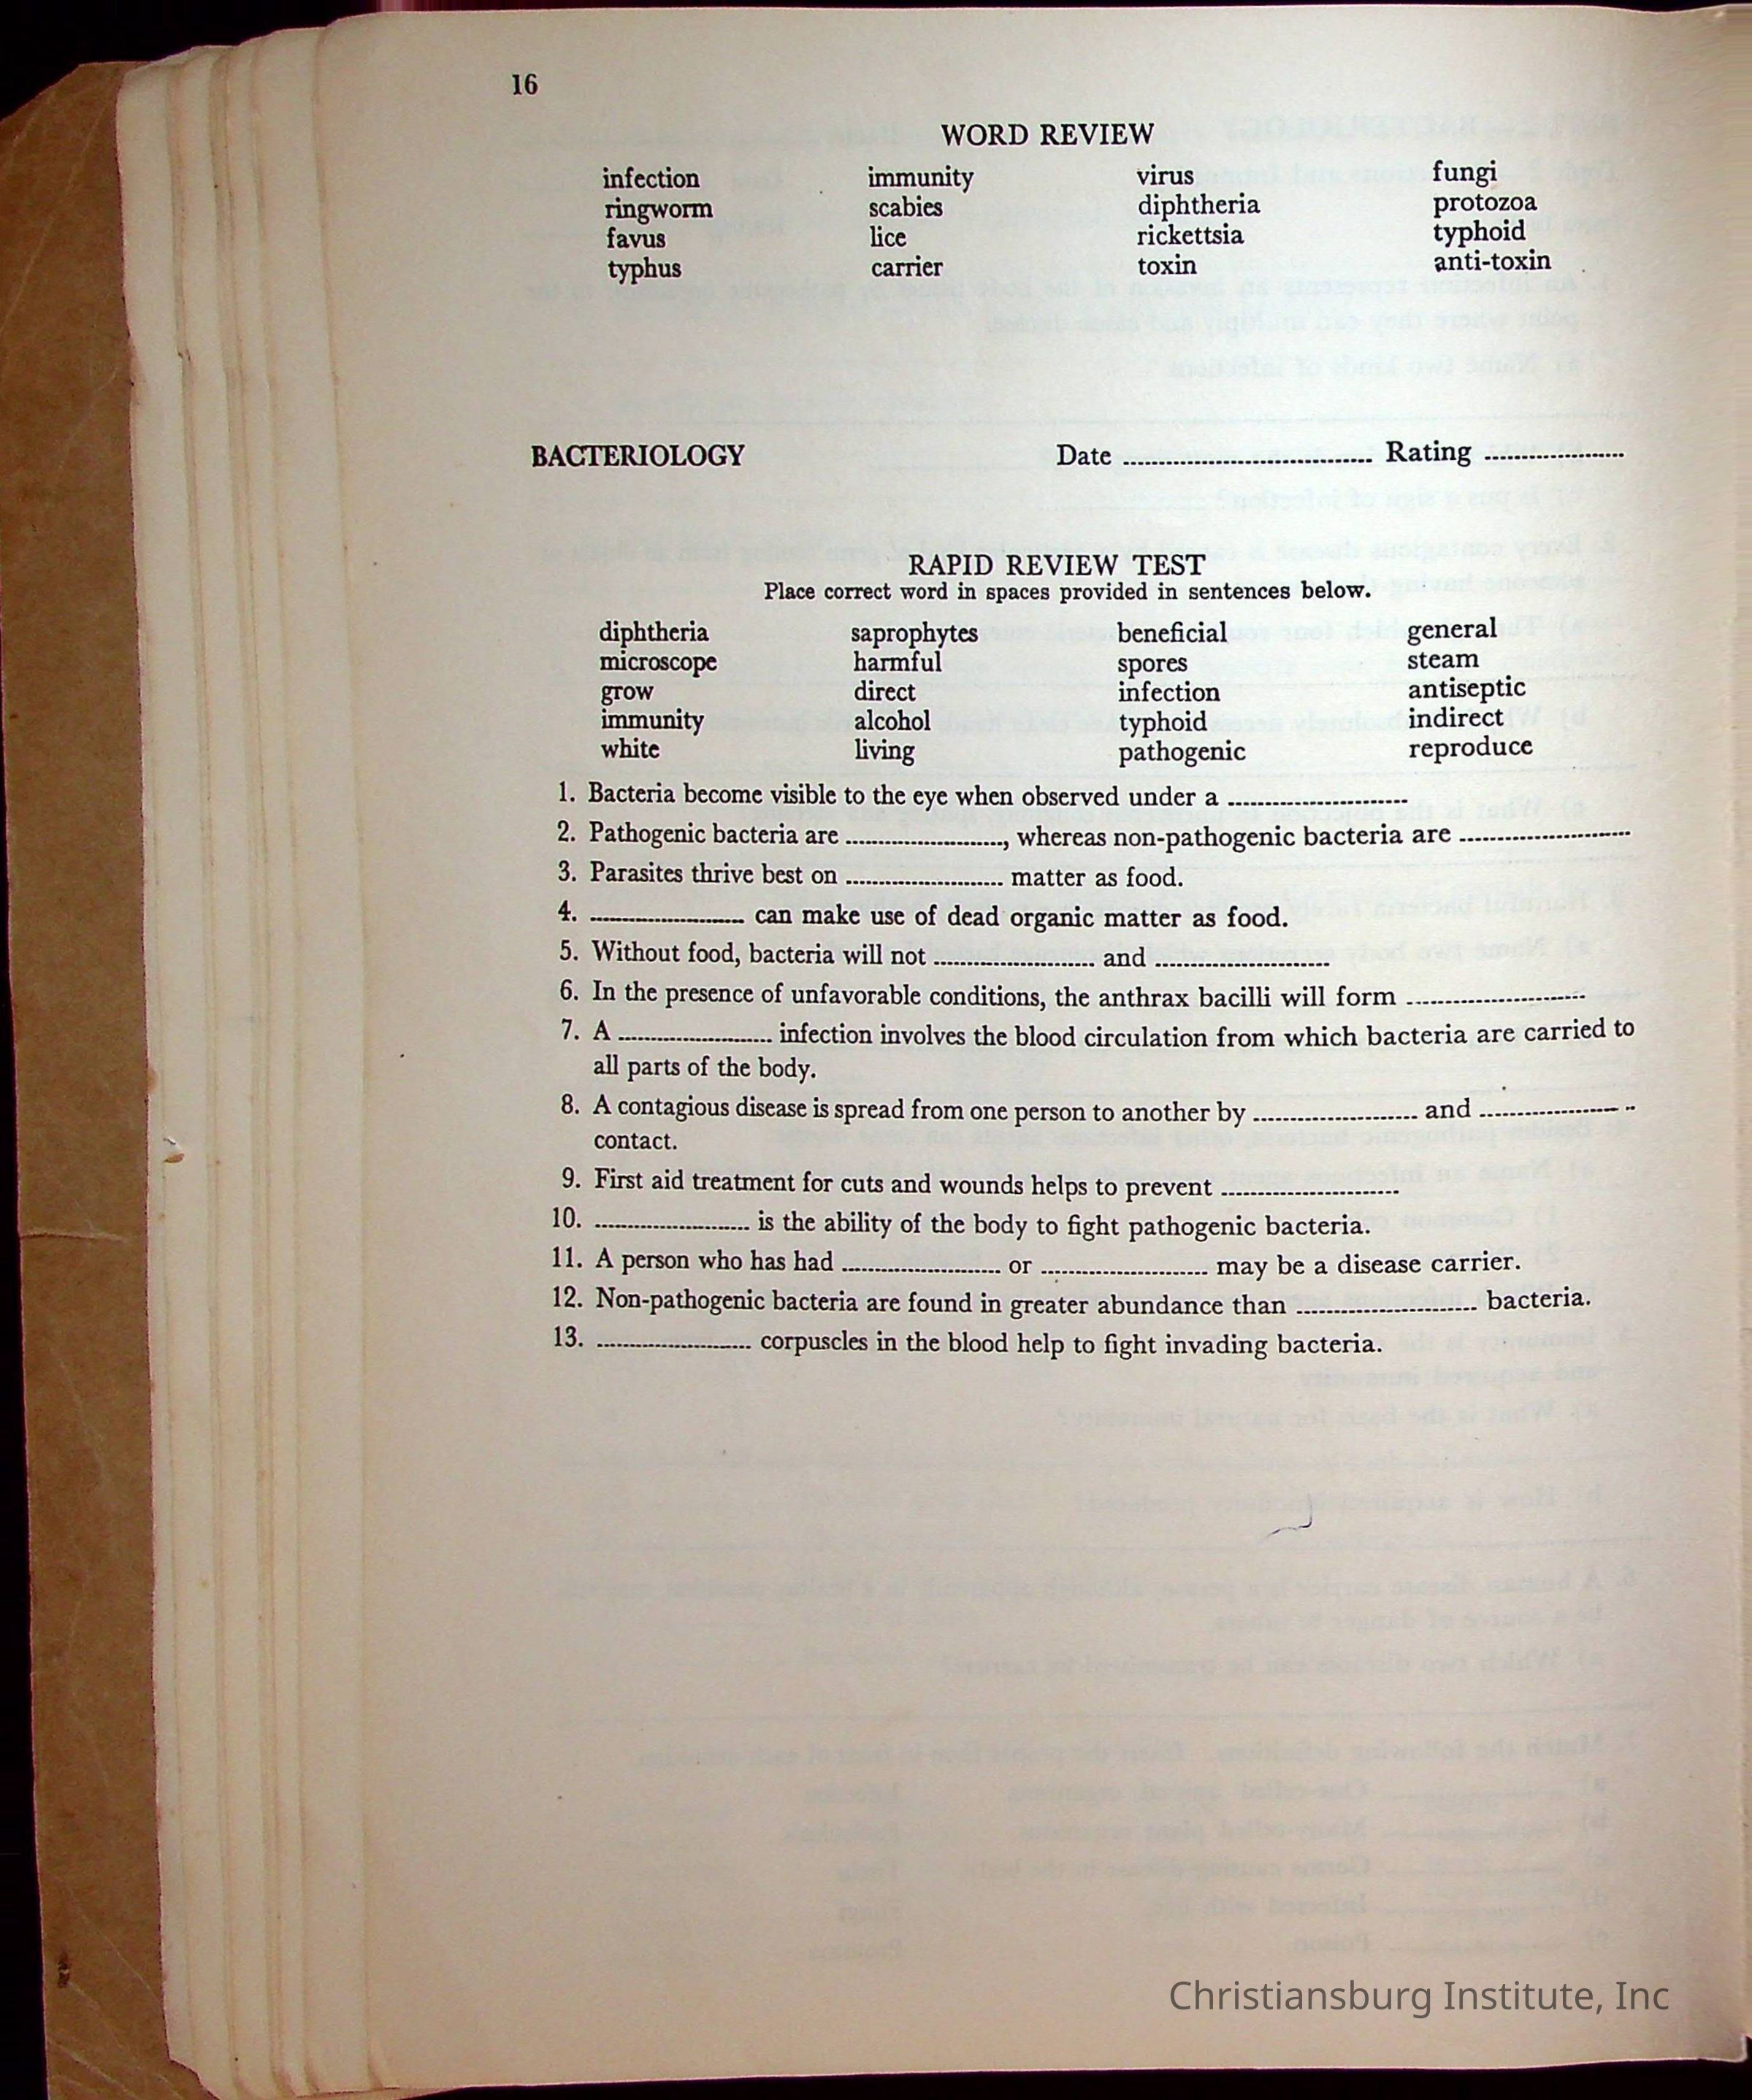 16
WORD REVIEW
infection immunity virus fungi
ringworm scabies diphtheria protozoa
favus lice rickettsia typhoid
typhus carrier toxin anti-toxin
BACTERIOLOGY Date ........................ Rating ........................
RAPID REVIEW TEST
Place correct word in spaces provided in sentences below.
diphtheria saprophytes beneficial general
microscope harmful spores steam
grow direct infection antiseptic
immunity alcohol typhoid indirect
white living pathogenic reproduce
1. Bacteria become visible to the eye when observed under a ........................
2. Pathogenic bacteria are ........................, whereas non-pathogenic bacteria are ........................
3. Parasites thrive best on ........................ matter as food.
4. ........................ can make use of dead organic matter as food.
5. Without food, bacteria will not ........................ and ........................
6. In the presence of unfavorable conditions, the anthrax bacilli will form ........................
7. A ........................ infection involves the blood circulation from which bacteria are carried to
all parts of the body.
8. A contagious disease is spread from one person to another by ........................ and ........................
contact.
9. First aid treatment for cuts and wounds helps to prevent ........................
10. ........................ is the ability of the body to fight pathogenic bacteria.
11. A person who has had ........................ or ........................ may be a disease carrier.
12. Non-pathogenic bacteria are found in greater abundance than ........................ bacteria.
13. ........................ corpuscles in the blood help to fight invading bacteria.
Christiansburg Institute, Inc